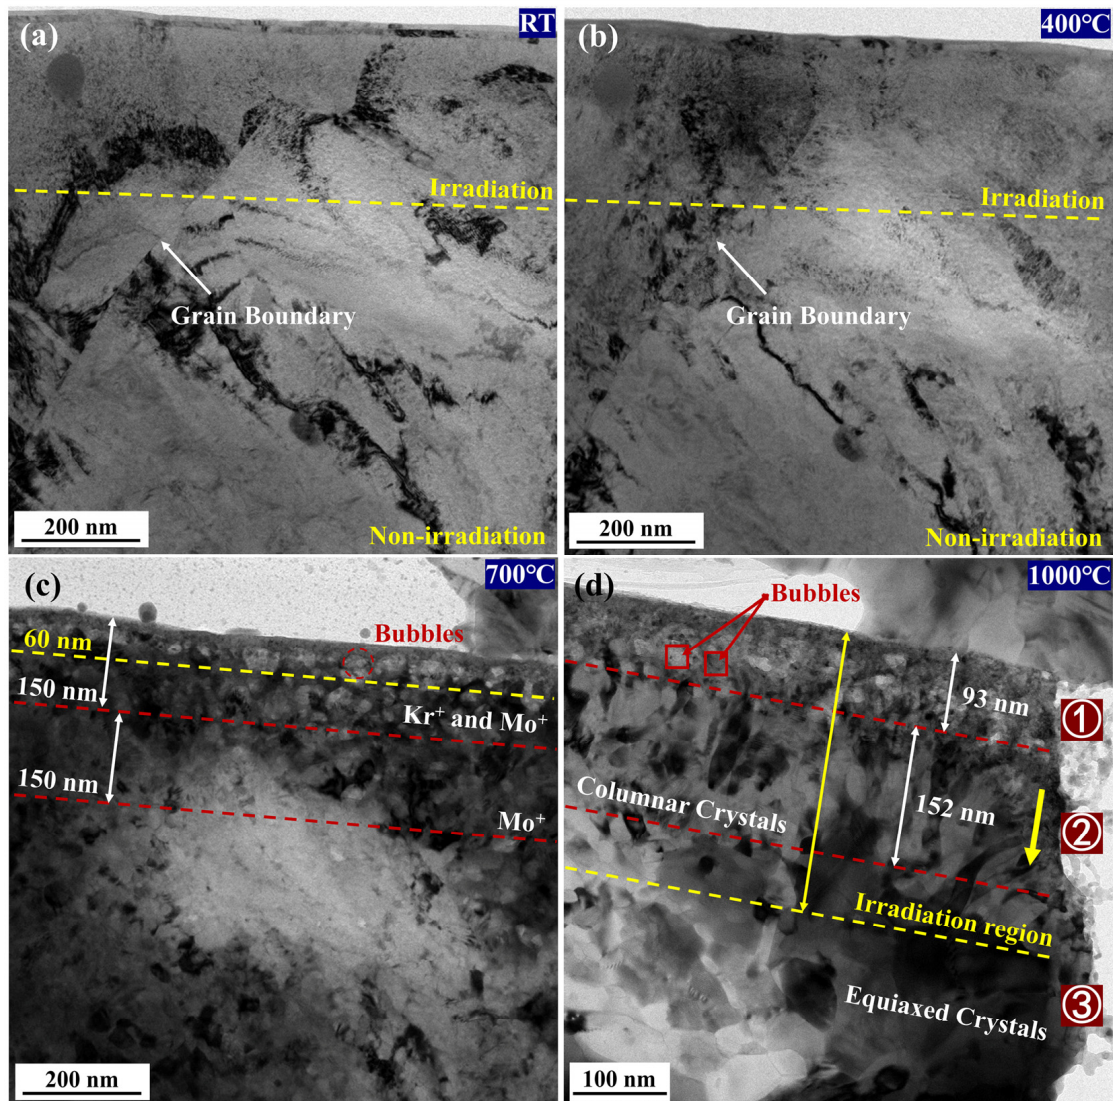 (a)
RT
Irradiation
Grain Boundary
200 nm
Non-irradiation
(b)
400°C
Irradiation
Grain Boundary
200 nm
Non-irradiation
(c)
700°C
60 nm
Bubbles
150 nm
Kr⁺ and Mo⁺
150 nm
Mo⁺
200 nm
(d)
1000°C
Bubbles
93 nm
①
Columnar Crystals
152 nm
②
Irradiation region
Equiaxed Crystals
③
100 nm